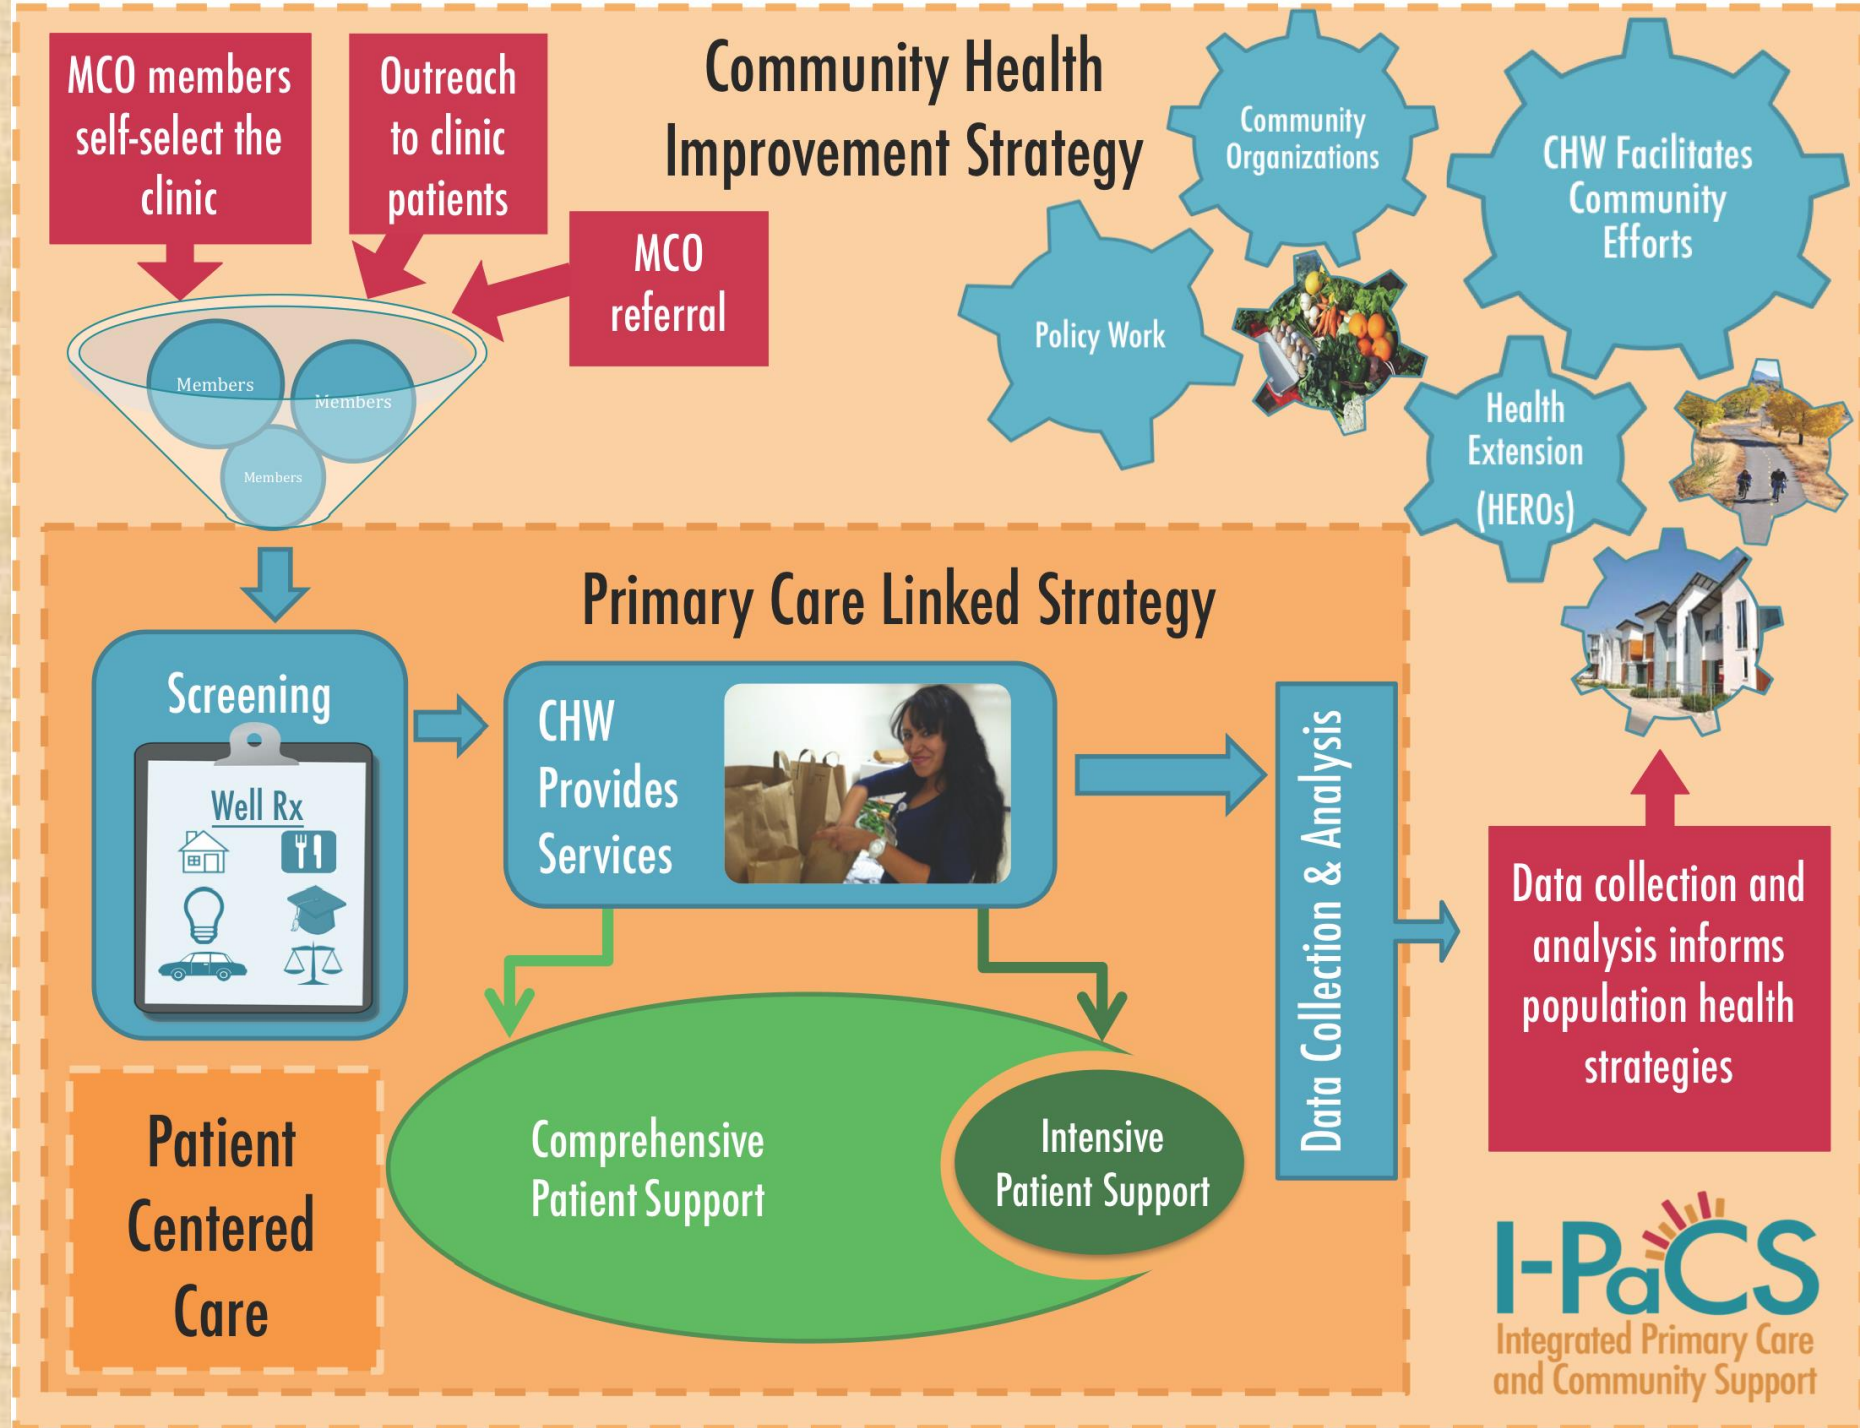 MCO members
self-select the
clinic
Outreach
to clinic
patients
MCO
referral
Community Health
Improvement Strategy
Community
Organizations
CHW Facilitates
Community
Efforts
Policy Work
Health
Extension
(HEROs)
Members
Members
Members
Primary Care Linked Strategy
Screening
Well Rx
CHW
Provides
Services
Data Collection & Analysis
Data collection and
analysis informs
population health
strategies
Patient
Centered
Care
Comprehensive
Patient Support
Intensive
Patient Support
I-PaCS
Integrated Primary Care
and Community Support